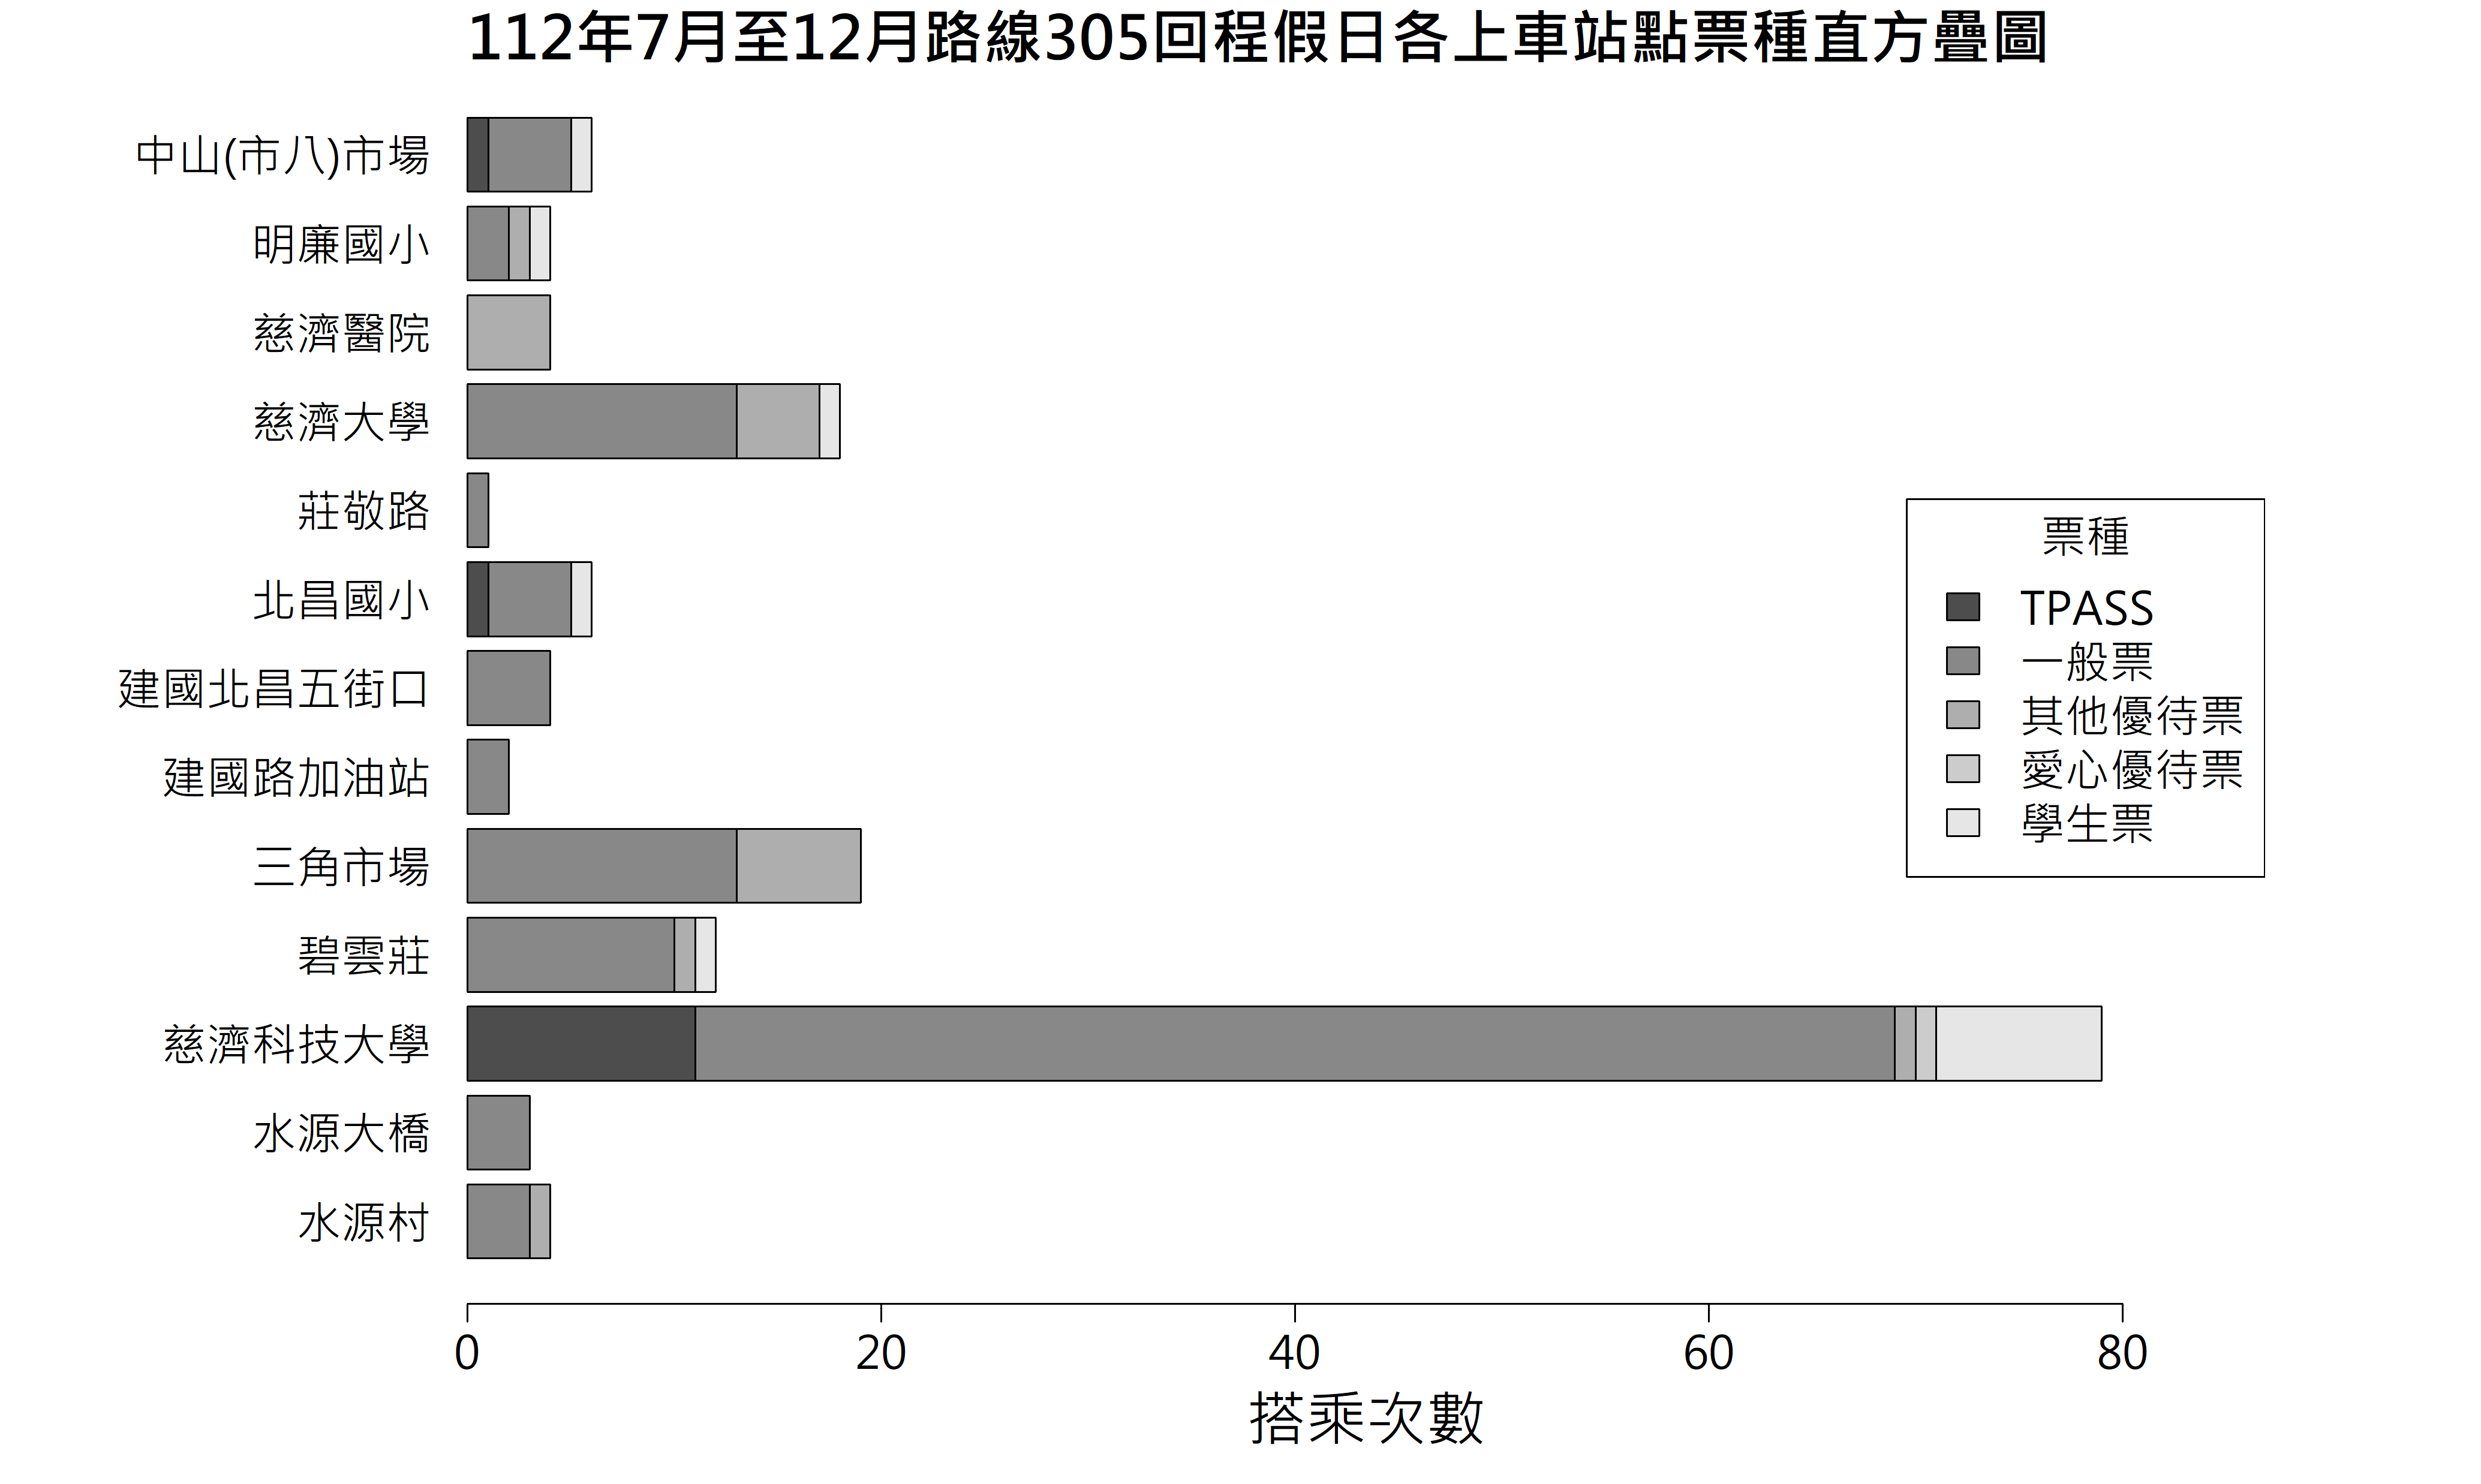 112年7月至12月路線305回程假日各上車站點票種直方疊圖
中山(市八)市場
明廉國小
慈濟醫院
慈濟大學
莊敬路
北昌國小
建國北昌五街口
建國路加油站
三角市場
碧雲莊
慈濟科技大學
水源大橋
水源村
票種
TPASS
一般票
其他優待票
愛心優待票
學生票
0 20 40 60 80
搭乘次數